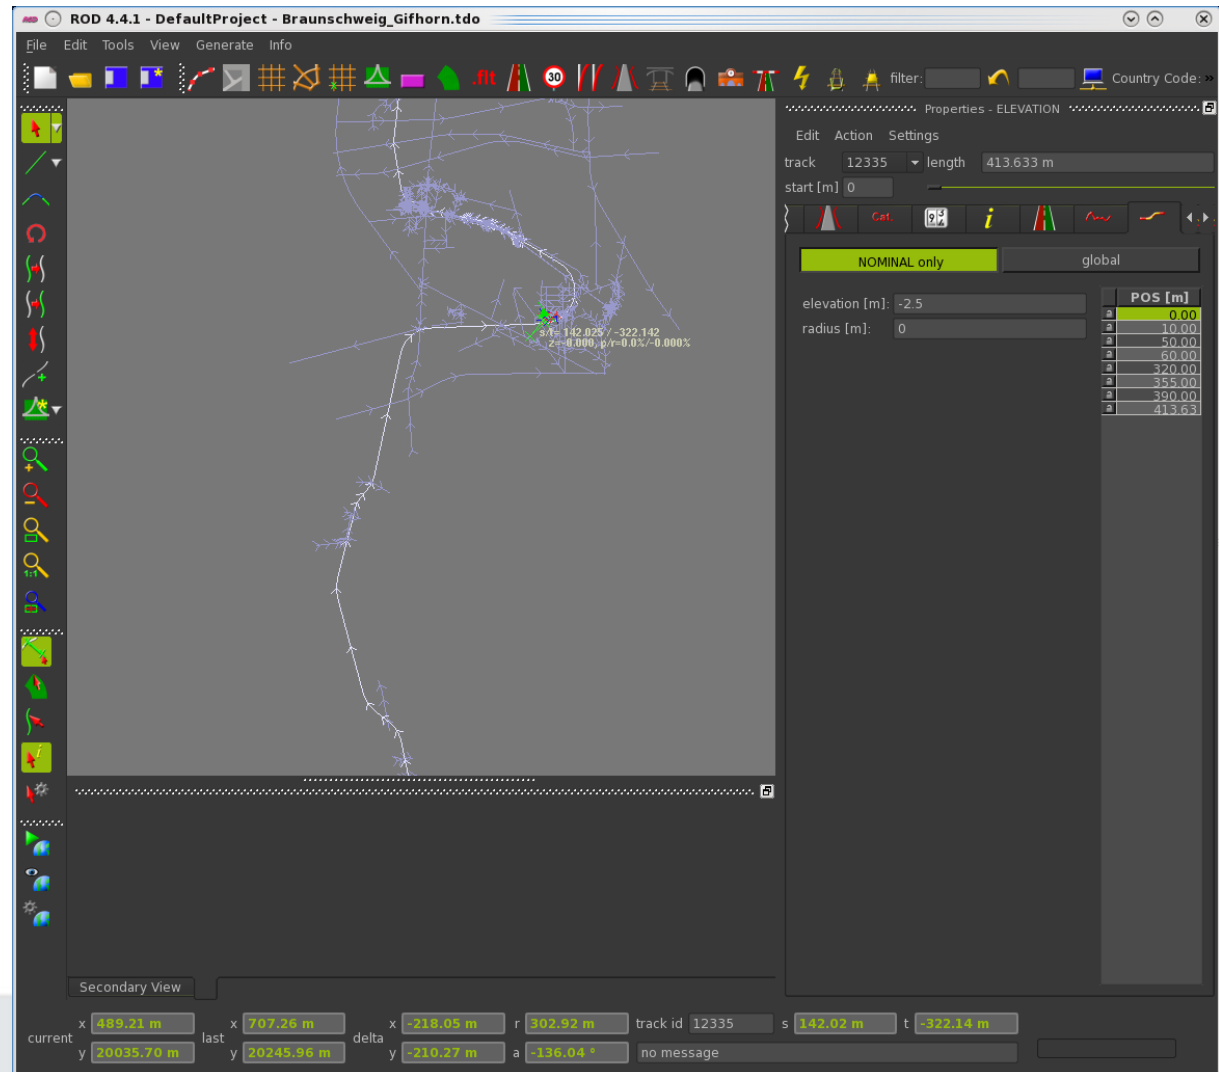 ROD 4.4.1 - DefaultProject - Braunschweig_Gifhorn.tdo
File Edit Tools View Generate Info
.flt 30 filter: Country Code: »
Properties - ELEVATION
Edit Action Settings
track 12335 length 413.633 m
start [m] 0
Cat. i
NOMINAL only global
elevation [m]: -2.5
radius [m]: 0
POS [m]
a 0.00
a 10.00
a 50.00
a 60.00
a 320.00
a 355.00
a 390.00
a 413.63
s/t= 142.025 / -322.142
z=-0.000, p/r=0.0%/-0.000%
1:1
i
Secondary View
current x 489.21 m last x 707.26 m delta x -218.05 m r 302.92 m track id 12335 s 142.02 m t -322.14 m
y 20035.70 m y 20245.96 m y -210.27 m a -136.04 ° no message